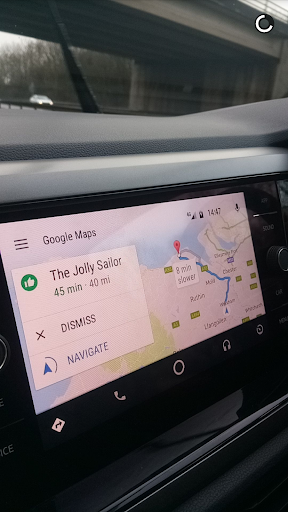 4G
14:47
Google Maps
The Jolly Sailor
45 min · 40 mi
DISMISS
NAVIGATE
8 min
slower
Ruthin
Chester
Llangollen